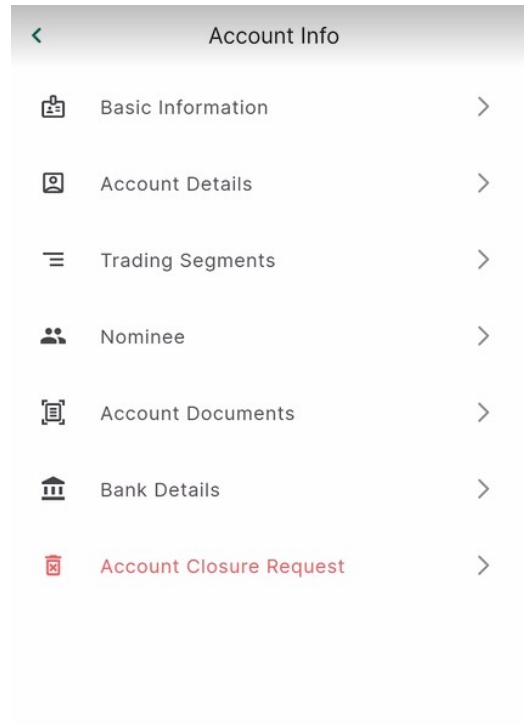 Account Info
Basic Information
Account Details
Trading Segments
Nominee
Account Documents
Bank Details
Account Closure Request